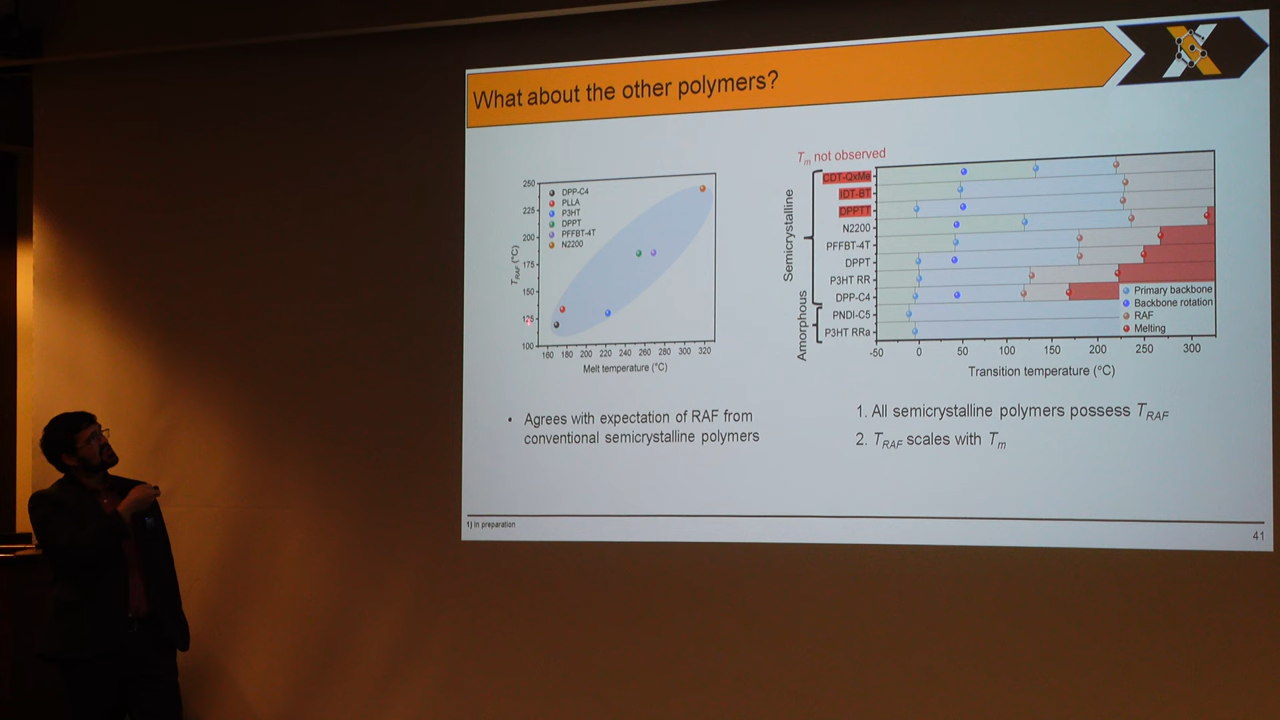 What about the other polymers?
T_RAF (°C)
250
225
200
175
150
125
100
DPP-C4
PLLA
P3HT
DPPT
PFFBT-4T
N2200
160 180 200 220 240 260 280 300 320
Melt temperature (°C)
T_m not observed
Semicrystalline
Amorphous
CDT-QxMe
IDT-BT
DPPTT
N2200
PFFBT-4T
DPPT
P3HT RR
DPP-C4
PNDI-C5
P3HT RRa
Primary backbone
Backbone rotation
RAF
Melting
-50 0 50 100 150 200 250 300
Transition temperature (°C)
• Agrees with expectation of RAF from
conventional semicrystalline polymers
1. All semicrystalline polymers possess T_RAF
2. T_RAF scales with T_m
1) In preparation
41